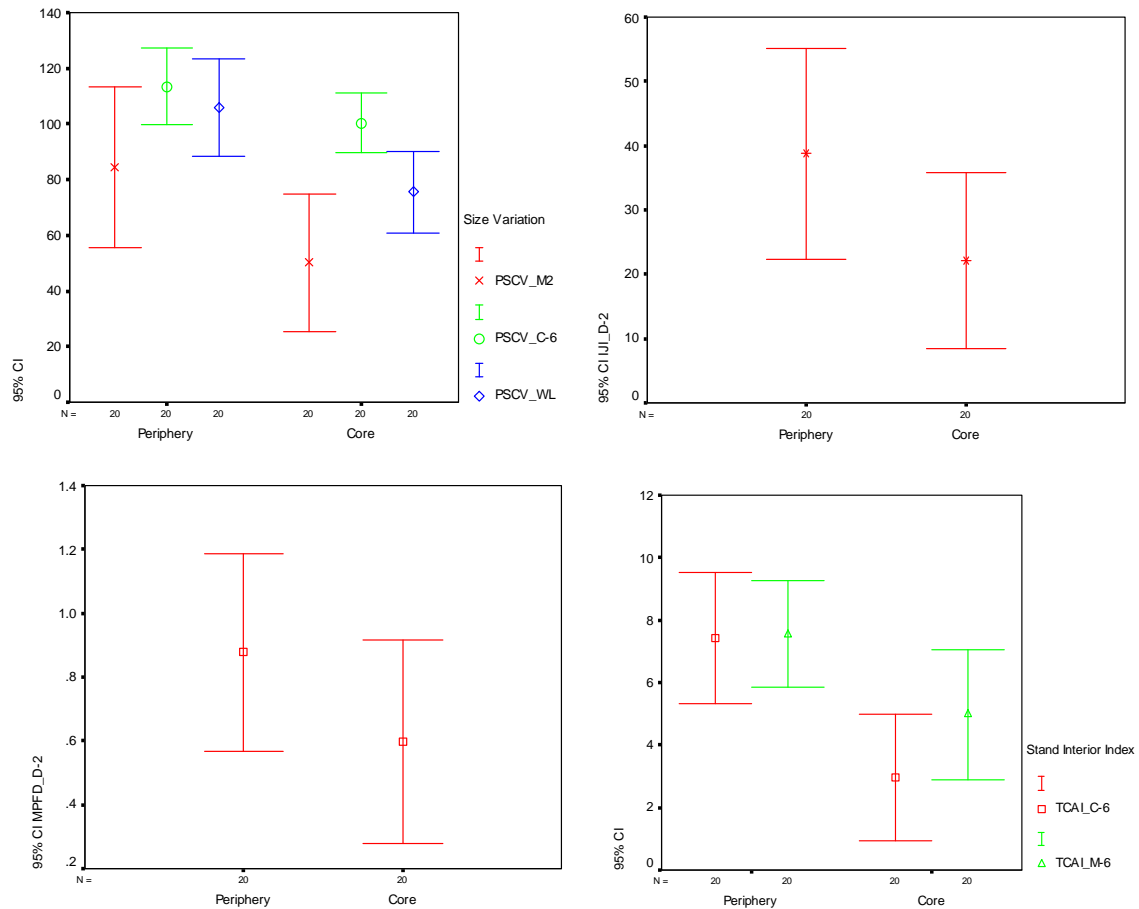 140
120
100
80
60
40
20
0
95% CI
N = 20 20 20 20 20 20
Periphery Core
Size Variation
PSCV_M2
PSCV_C-6
PSCV_WL
60
50
40
30
20
10
0
95% CI IJI_D-2
N = 20 20
Periphery Core
1.4
1.2
1.0
.8
.6
.4
.2
95% CI MPFD_D-2
N = 20 20
Periphery Core
12
10
8
6
4
2
0
95% CI
N = 20 20 20 20
Periphery Core
Stand Interior Index
TCAI_C-6
TCAI_M-6